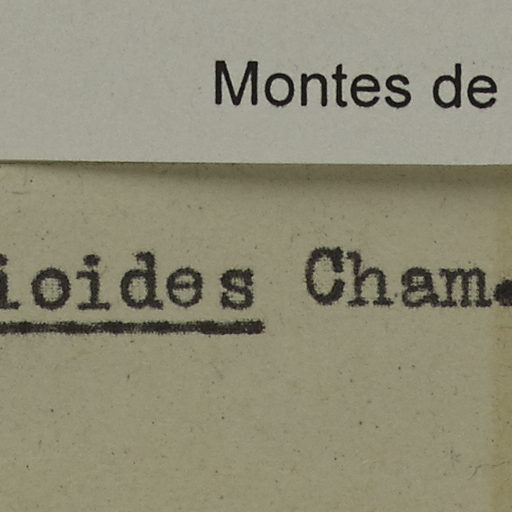 Montes de
ioides Cham.